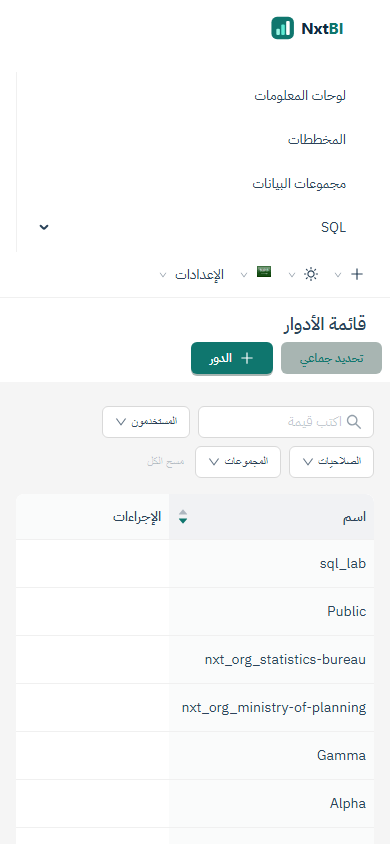 NxtBI
لوحات المعلومات
المخططات
مجموعات البيانات
SQL
الإعدادات
قائمة الأدوار
تحديد جماعي
الدور
اكتب قيمة
المستخدمون
الصلاحيات
المجموعات
مسح الكل
اسم
الإجراءات
sql_lab
Public
nxt_org_statistics-bureau
nxt_org_ministry-of-planning
Gamma
Alpha